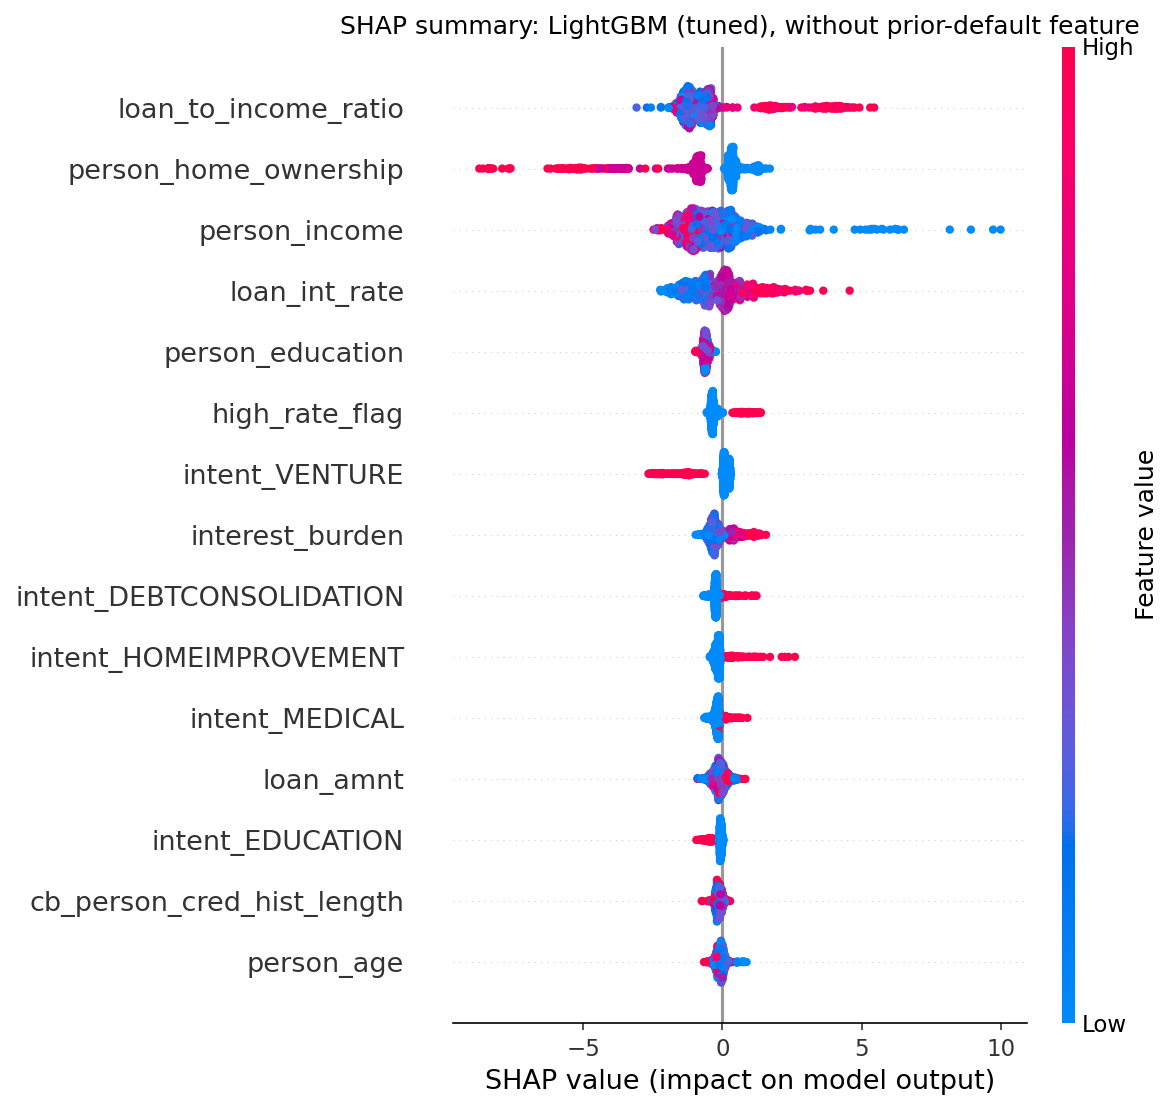 SHAP summary: LightGBM (tuned), without prior-default feature
High
loan_to_income_ratio
person_home_ownership
person_income
loan_int_rate
person_education
high_rate_flag
intent_VENTURE
interest_burden
intent_DEBTCONSOLIDATION
intent_HOMEIMPROVEMENT
intent_MEDICAL
loan_amnt
intent_EDUCATION
cb_person_cred_hist_length
person_age
Feature value
Low
−5 0 5 10
SHAP value (impact on model output)